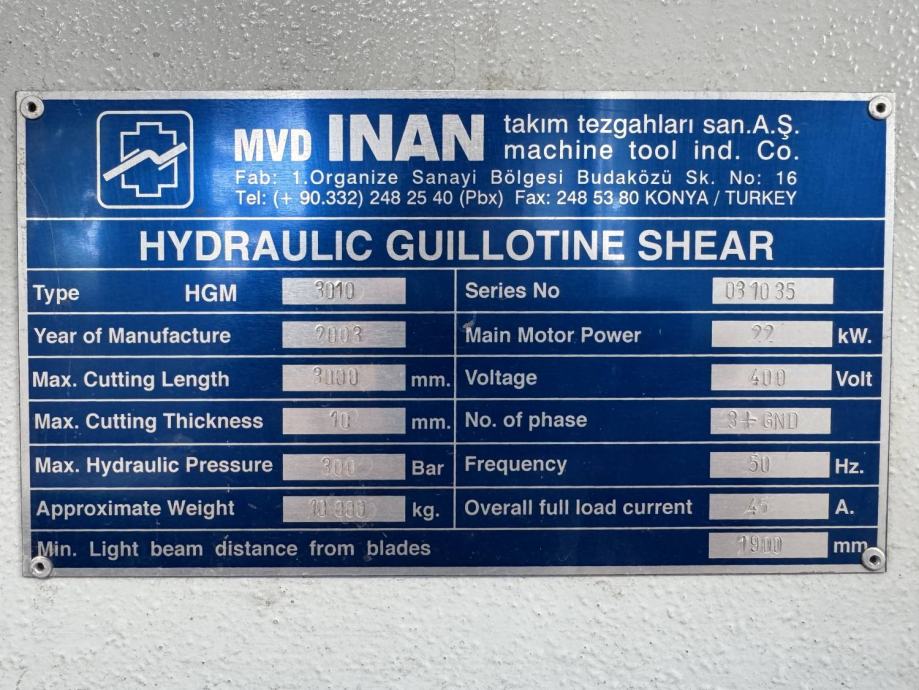 MVD INAN takım tezgahları san.A.Ş.
machine tool ind. Co.
Fab: 1.Organize Sanayi Bölgesi Budaközü Sk. No: 16
Tel: (+ 90.332) 248 25 40 (Pbx) Fax: 248 53 80 KONYA / TURKEY
HYDRAULIC GUILLOTINE SHEAR
Type HGM 3010 Series No 031035
Year of Manufacture 2003 Main Motor Power 22 kW.
Max. Cutting Length 3000 mm. Voltage 400 Volt
Max. Cutting Thickness 10 mm. No. of phase 3+ GND
Max. Hydraulic Pressure 300 Bar Frequency 50 Hz.
Approximate Weight kg. Overall full load current 45 A.
Min. Light beam distance from blades 1900 mm